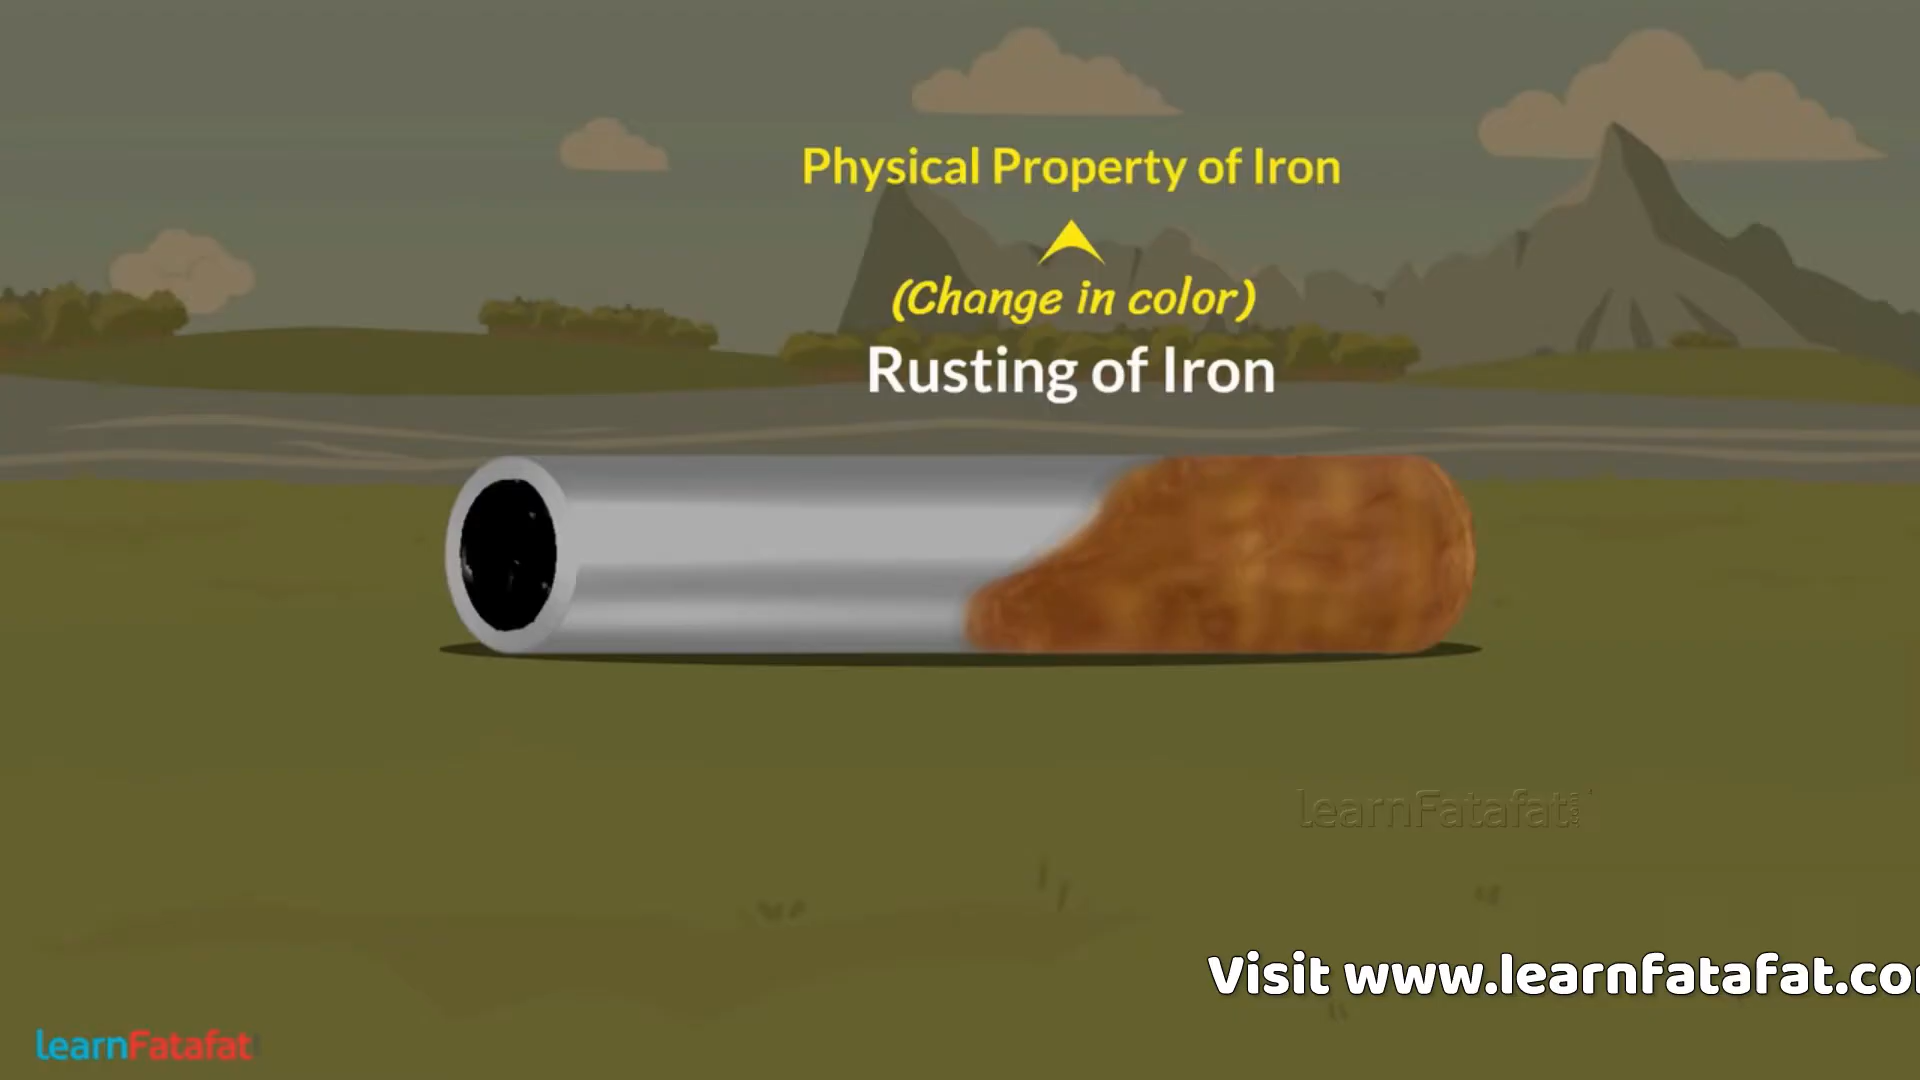 Physical Property of Iron
(Change in color)
Rusting of Iron
learnFatafat
Visit www.learnfatafat.co
learnFatafat